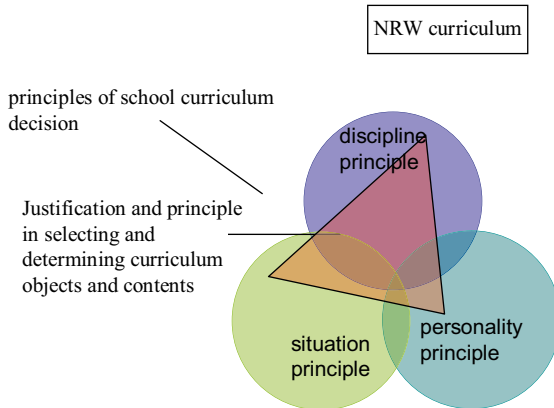 NRW curriculum
principles of school curriculum
decision
discipline
principle
Justification and principle
in selecting and
determining curriculum
objects and contents
situation
principle
personality
principle